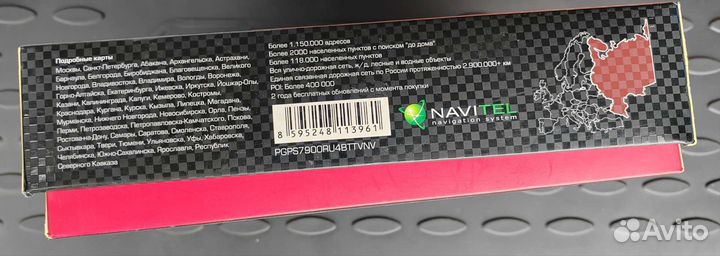 Подробные карты
Москвы, Санкт-Петербурга, Абакана, Архангельска, Астрахани,
Барнаула, Белгорода, Биробиджана, Благовещенска, Великого
Новгорода, Владивостока, Владимира, Вологды, Воронежа,
Горно-Алтайска, Екатеринбурга, Ижевска, Иркутска, Йошкар-Олы,
Казани, Калининграда, Калуги, Кемерово, Костромы,
Краснодара, Кургана, Курска, Кызыла, Липецка, Магадана,
Мурманска, Нижнего Новгорода, Новосибирска, Орла, Пензы,
Перми, Петрозаводска, Петропавловска-Камчатского, Пскова,
Ростова-на-Дону, Самары, Саратова, Смоленска, Ставрополя,
Сыктывкара, Твери, Тюмени, Ульяновска, Уфы, Хабаровска,
Челябинска, Южно-Сахалинска, Ярославля, Республик
Северного Кавказа
Более 1,150,000 адресов
Более 2000 населенных пунктов с поиском "до дома"
Более 118,000 населенных пунктов
Вся улично-дорожная сеть, ж/д, лесные и водные объекты
Единая связанная дорожная сеть по России протяженностью 2,900,000+ км
POI: Более 400 000
2 года бесплатных обновлений с момента покупки
8 595248 113961
PGPS7900RU4BTTVNV
NAVITEL
navigation system
Avito